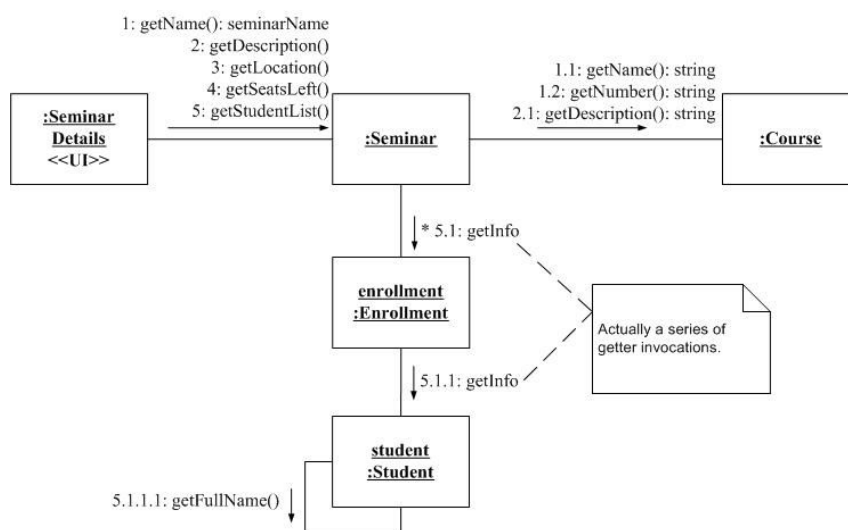 1: getName(): seminarName
2: getDescription()
3: getLocation()
4: getSeatsLeft()
5: getStudentList()
1.1: getName(): string
1.2: getNumber(): string
2.1: getDescription(): string
:Seminar
Details
<<UI>>
:Seminar
:Course
* 5.1: getInfo
enrollment
:Enrollment
Actually a series of
getter invocations.
5.1.1: getInfo
student
:Student
5.1.1.1: getFullName()